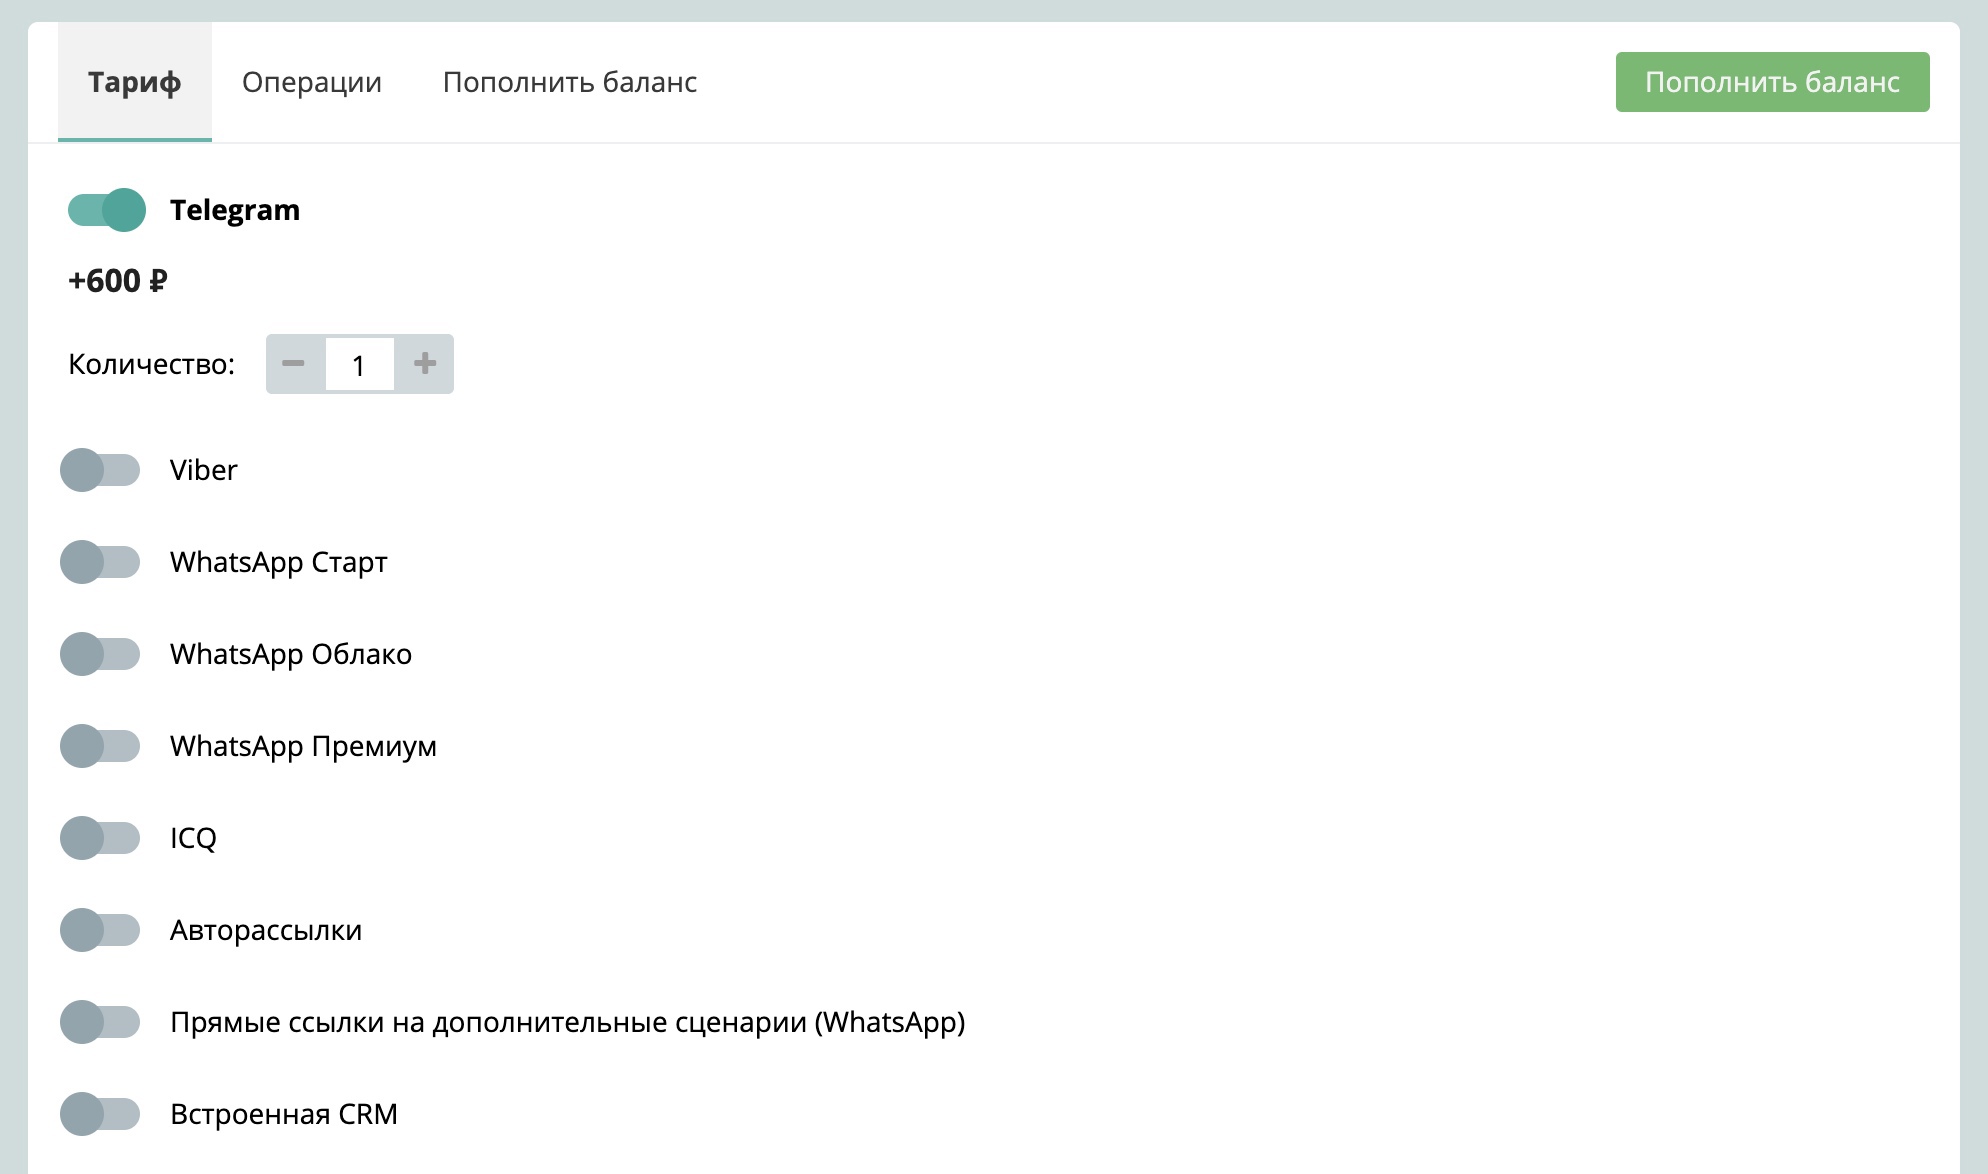 Тариф Операции Пополнить баланс Пополнить баланс
Telegram
+600 ₽
Количество: − 1 +
Viber
WhatsApp Старт
WhatsApp Облако
WhatsApp Премиум
ICQ
Авторассылки
Прямые ссылки на дополнительные сценарии (WhatsApp)
Встроенная CRM